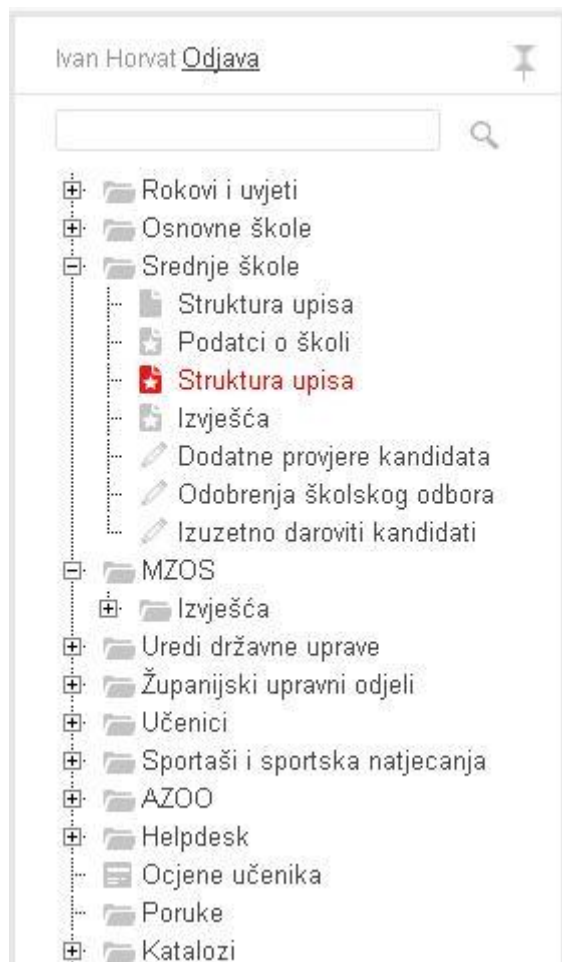 Ivan Horvat Odjava
Rokovi i uvjeti
Osnovne škole
Srednje škole
Struktura upisa
Podatci o školi
Struktura upisa
Izvješća
Dodatne provjere kandidata
Odobrenja školskog odbora
Izuzetno daroviti kandidati
MZOS
Izvješća
Uredi državne uprave
Županijski upravni odjeli
Učenici
Sportaši i sportska natjecanja
AZOO
Helpdesk
Ocjene učenika
Poruke
Katalozi